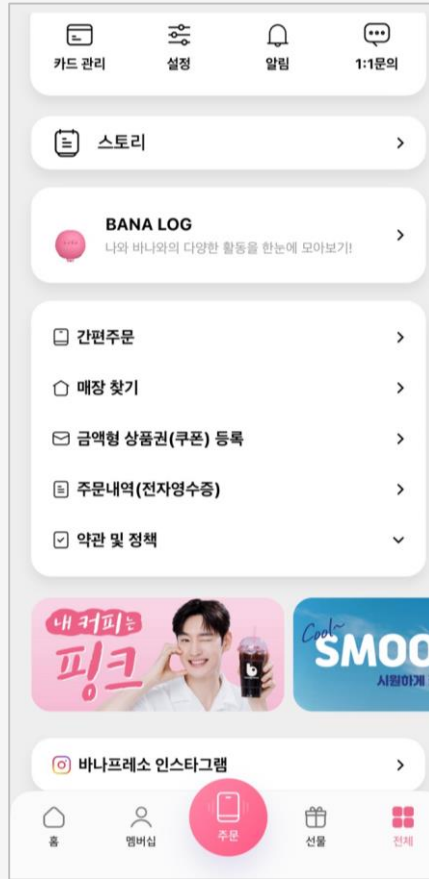 카드 관리
설정
알림
1:1문의
스토리
BANA LOG
나와 바나와의 다양한 활동을 한눈에 모아보기!
간편주문
매장 찾기
금액형 상품권(쿠폰) 등록
주문내역(전자영수증)
약관 및 정책
내 커피는
핑크
b
Cool~
SMOO
시원하게
바나프레소 인스타그램
홈
멤버십
주문
선물
전체